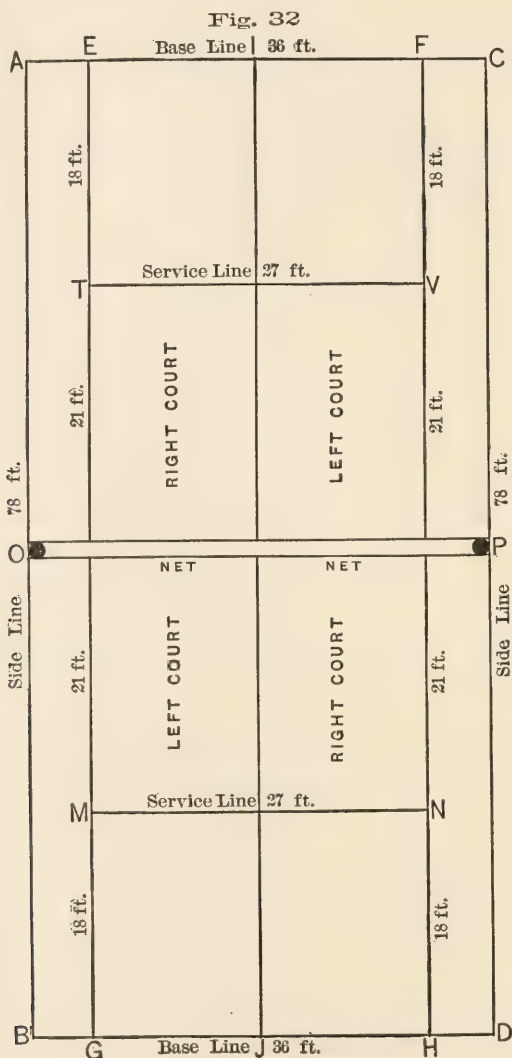 Fig. 32
E Base Line I 36 ft. F
A C
18 ft. 18 ft.
Service Line 27 ft.
T V
21 ft. RIGHT COURT LEFT COURT 21 ft.
78 ft. 78 ft.
O P
NET NET
Side Line 21 ft. LEFT COURT RIGHT COURT 21 ft. Side Line
M Service Line 27 ft. N
18 ft. 18 ft.
B D
G Base Line J 36 ft. H